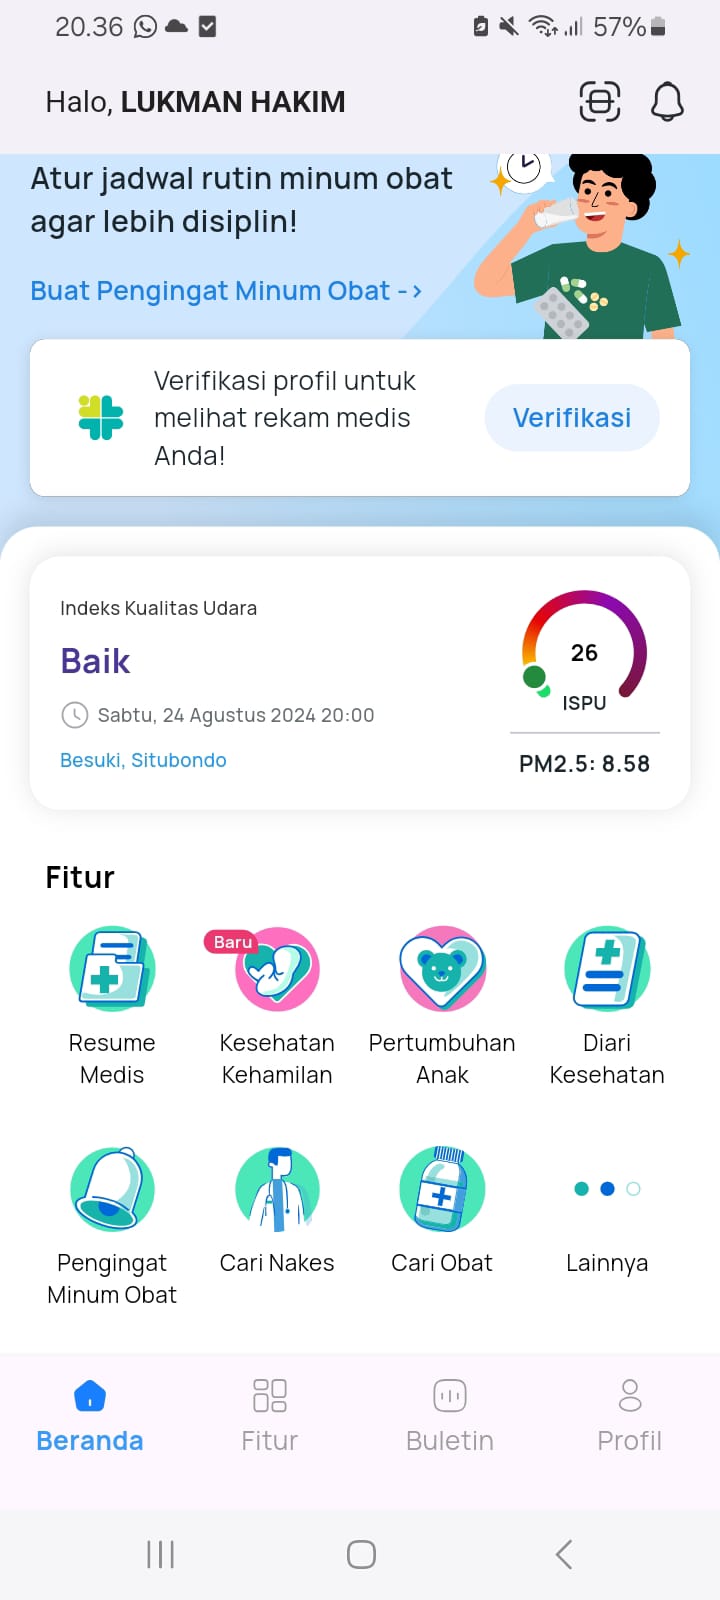 20.36
57%
Halo, LUKMAN HAKIM
Atur jadwal rutin minum obat
agar lebih disiplin!
Buat Pengingat Minum Obat ->
Verifikasi profil untuk
melihat rekam medis
Anda!
Verifikasi
Indeks Kualitas Udara
Baik
Sabtu, 24 Agustus 2024 20:00
Besuki, Situbondo
26
ISPU
PM2.5: 8.58
Fitur
Resume
Medis
Baru
Kesehatan
Kehamilan
Pertumbuhan
Anak
Diari
Kesehatan
Pengingat
Minum Obat
Cari Nakes
Cari Obat
Lainnya
Beranda
Fitur
Buletin
Profil